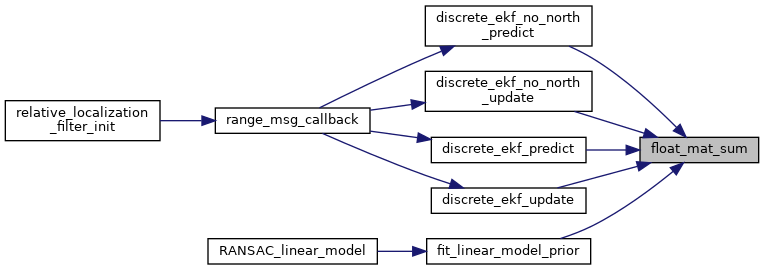 discrete_ekf_no_north
_predict
discrete_ekf_no_north
_update
relative_localization
_filter_init
range_msg_callback
discrete_ekf_predict
float_mat_sum
discrete_ekf_update
RANSAC_linear_model
fit_linear_model_prior